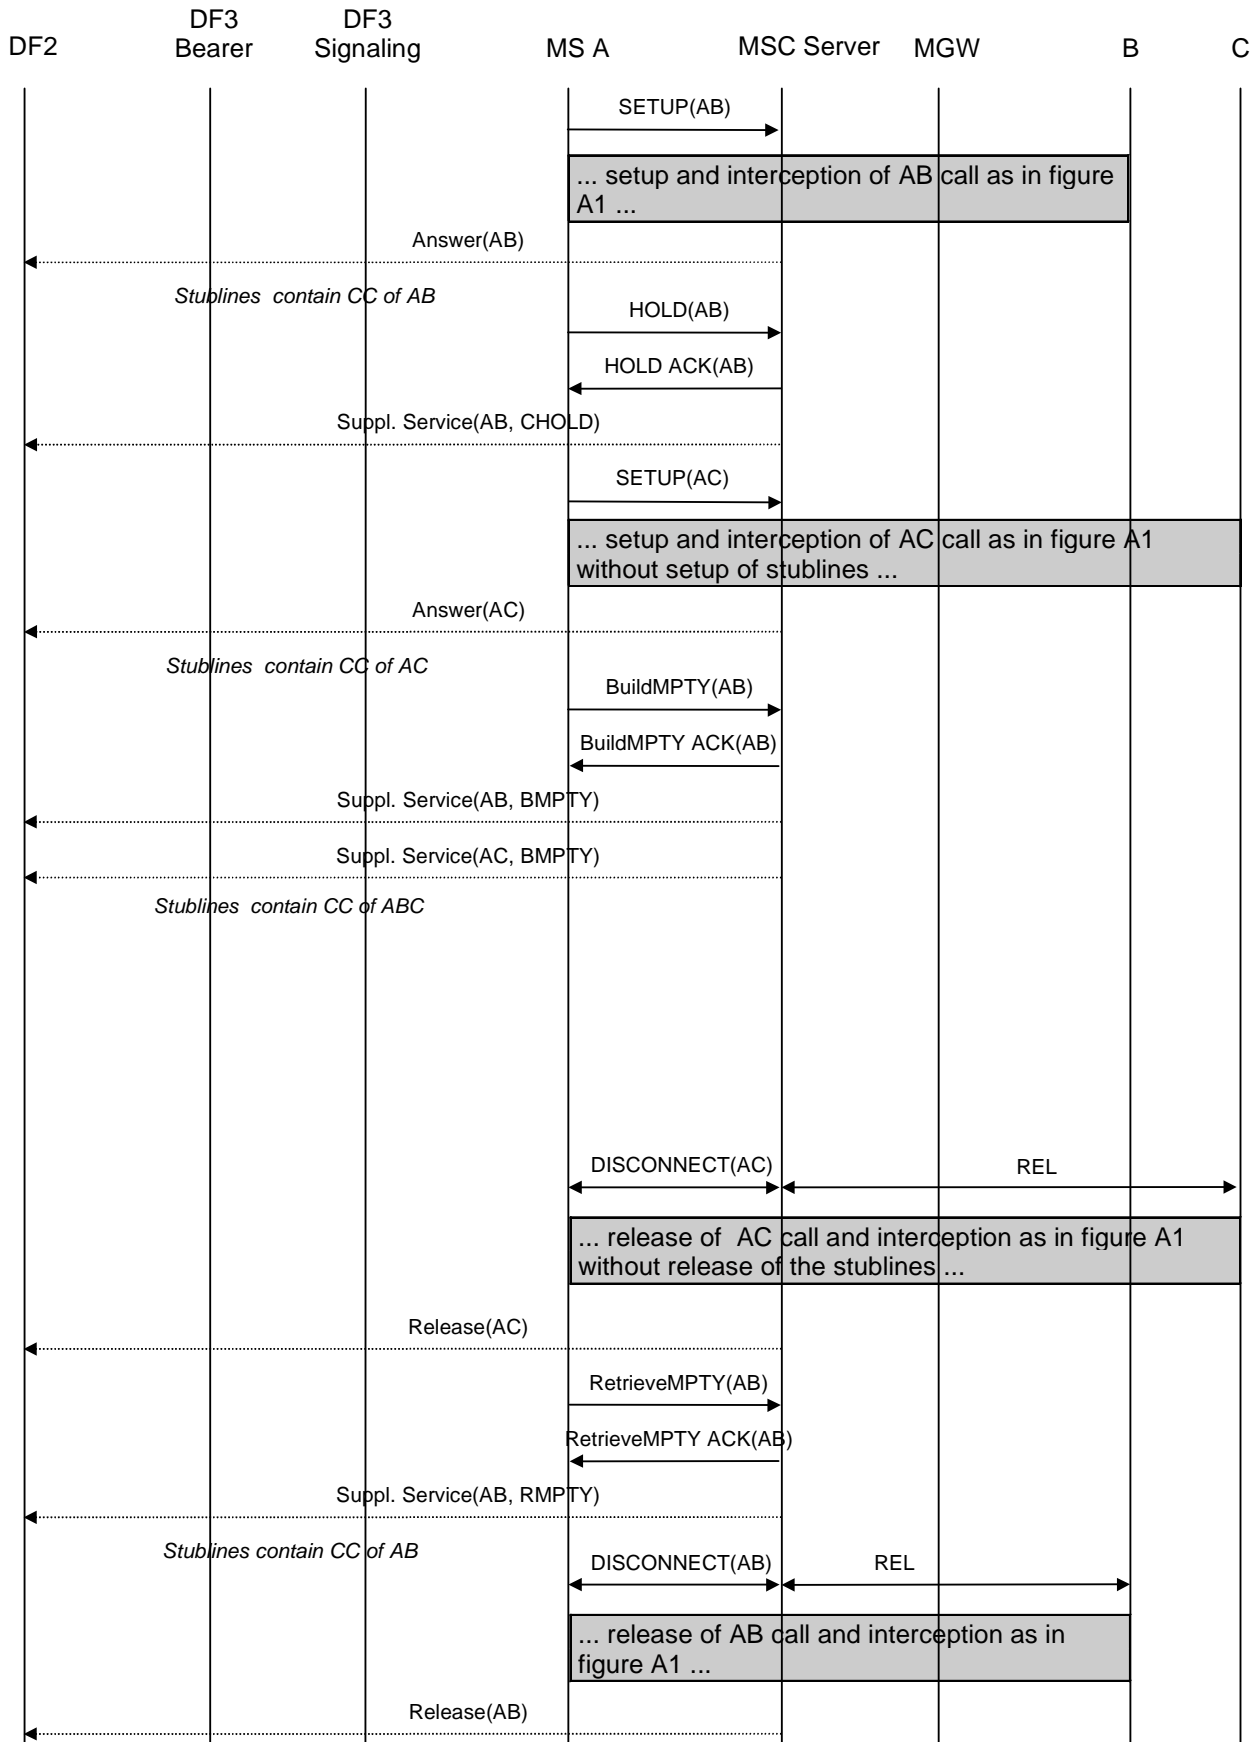 DF2
DF3
Bearer
DF3
Signaling
MS A
MSC Server
MGW
B
C
SETUP(AB)
... setup and interception of AB call as in figure
A1 ...
Answer(AB)
Stublines contain CC of AB
HOLD(AB)
HOLD ACK(AB)
Suppl. Service(AB, CHOLD)
SETUP(AC)
... setup and interception of AC call as in figure A1
without setup of stublines ...
Answer(AC)
Stublines contain CC of AC
BuildMPTY(AB)
BuildMPTY ACK(AB)
Suppl. Service(AB, BMPTY)
Suppl. Service(AC, BMPTY)
Stublines contain CC of ABC
DISCONNECT(AC)
REL
... release of AC call and interception as in figure A1
without release of the stublines ...
Release(AC)
RetrieveMPTY(AB)
RetrieveMPTY ACK(AB)
Suppl. Service(AB, RMPTY)
Stublines contain CC of AB
DISCONNECT(AB)
REL
... release of AB call and interception as in
figure A1 ...
Release(AB)